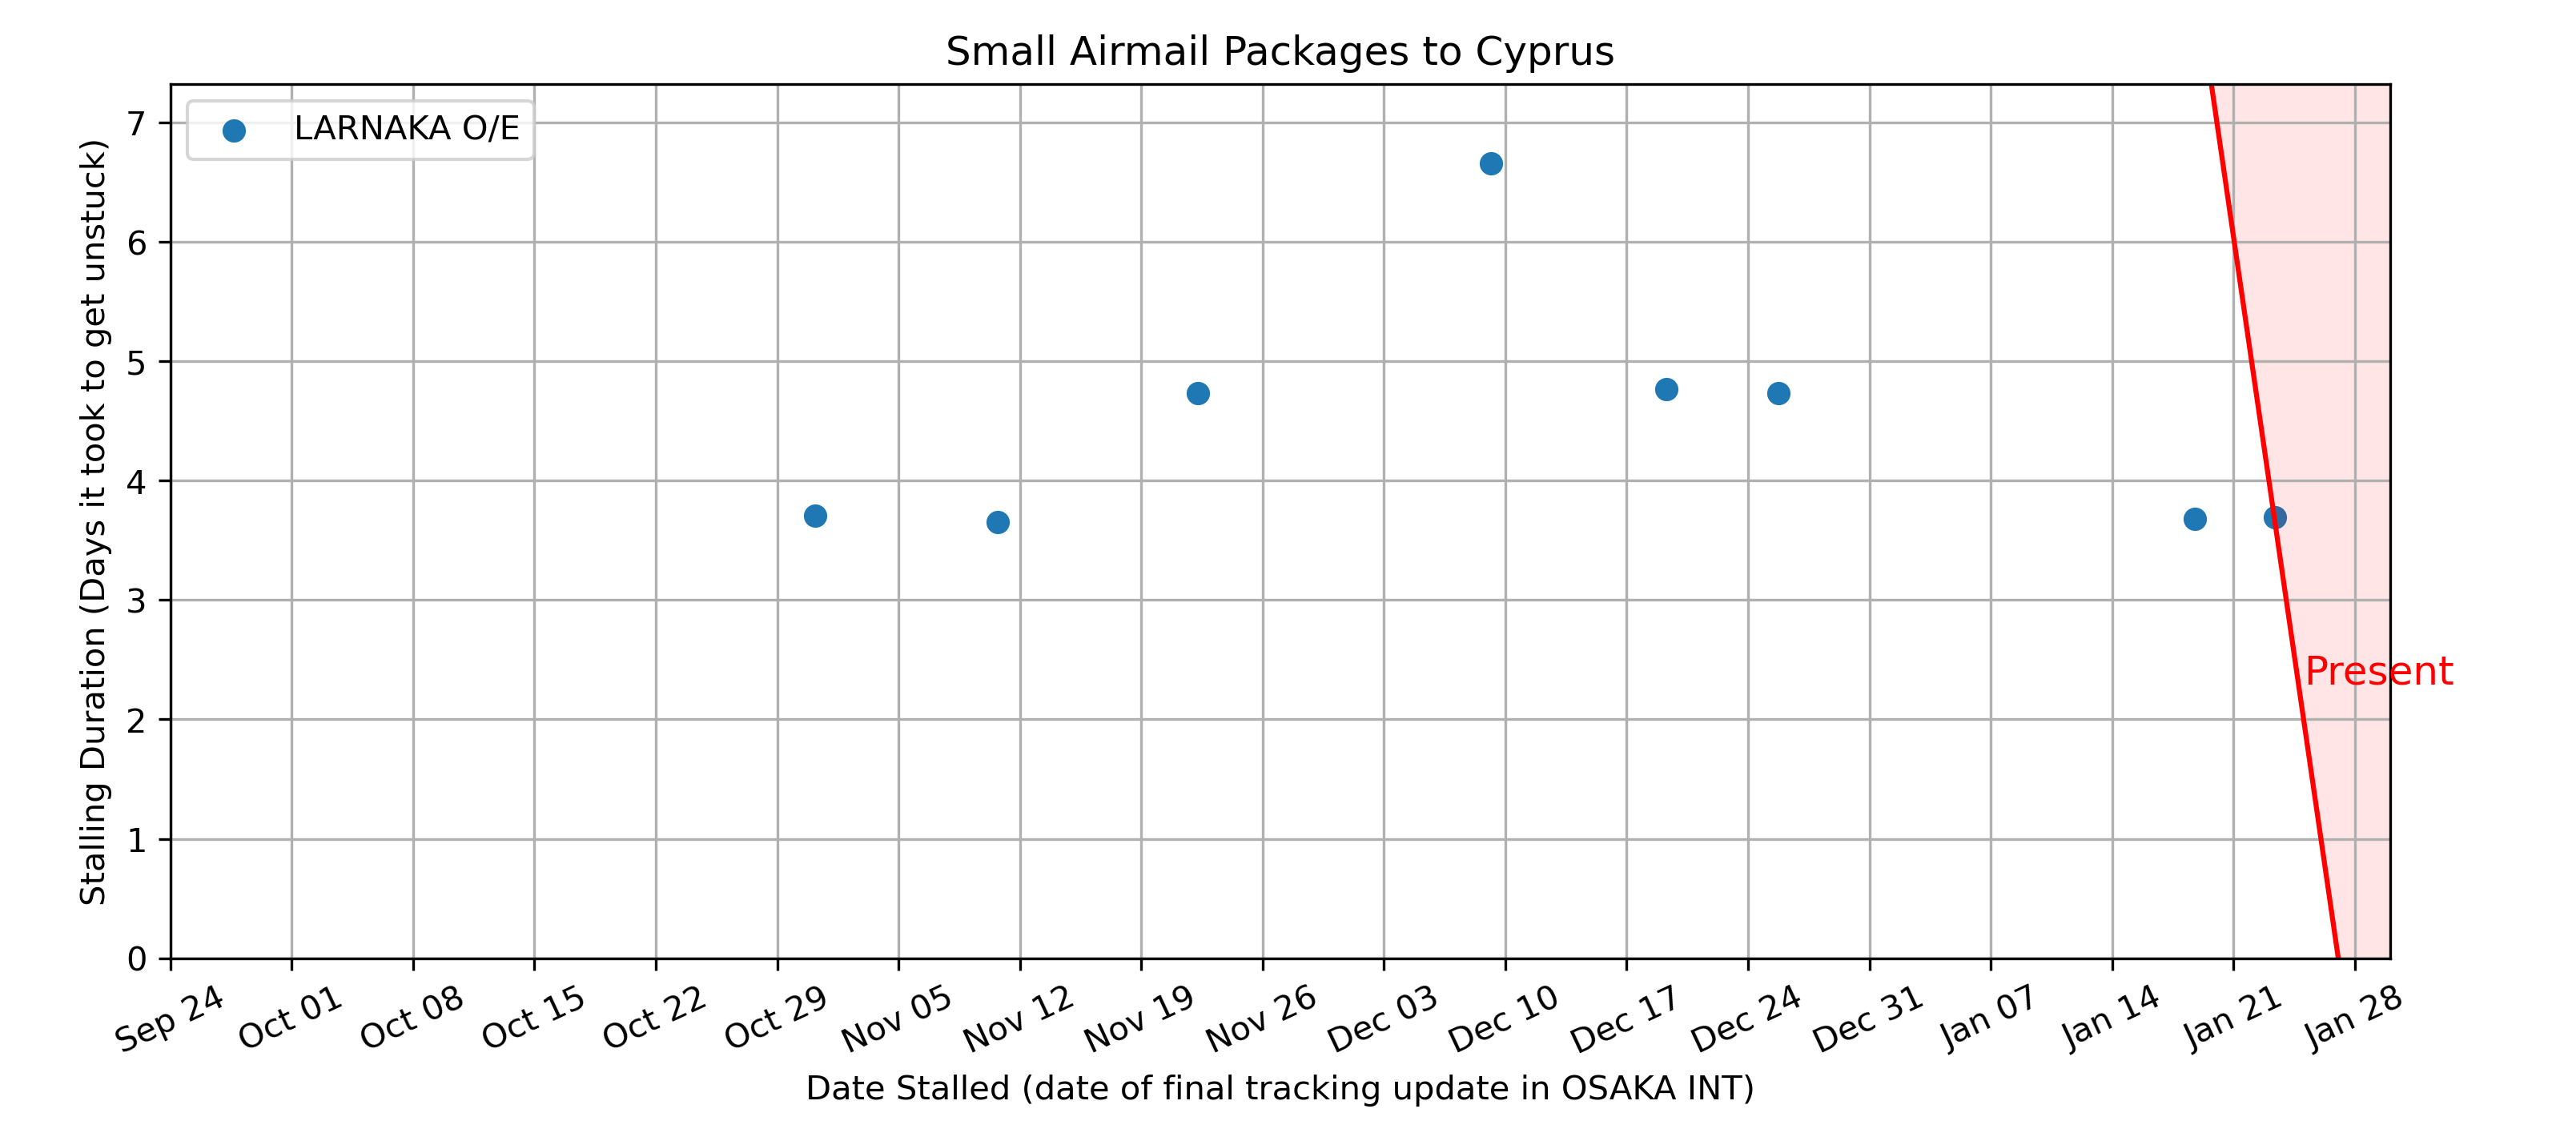 Small Airmail Packages to Cyprus
LARNAKA O/E
Stalling Duration (Days it took to get unstuck)
7
6
5
4
3
2
1
0
Present
Sep 24
Oct 01
Oct 08
Oct 15
Oct 22
Oct 29
Nov 05
Nov 12
Nov 19
Nov 26
Dec 03
Dec 10
Dec 17
Dec 24
Dec 31
Jan 07
Jan 14
Jan 21
Jan 28
Date Stalled (date of final tracking update in OSAKA INT)